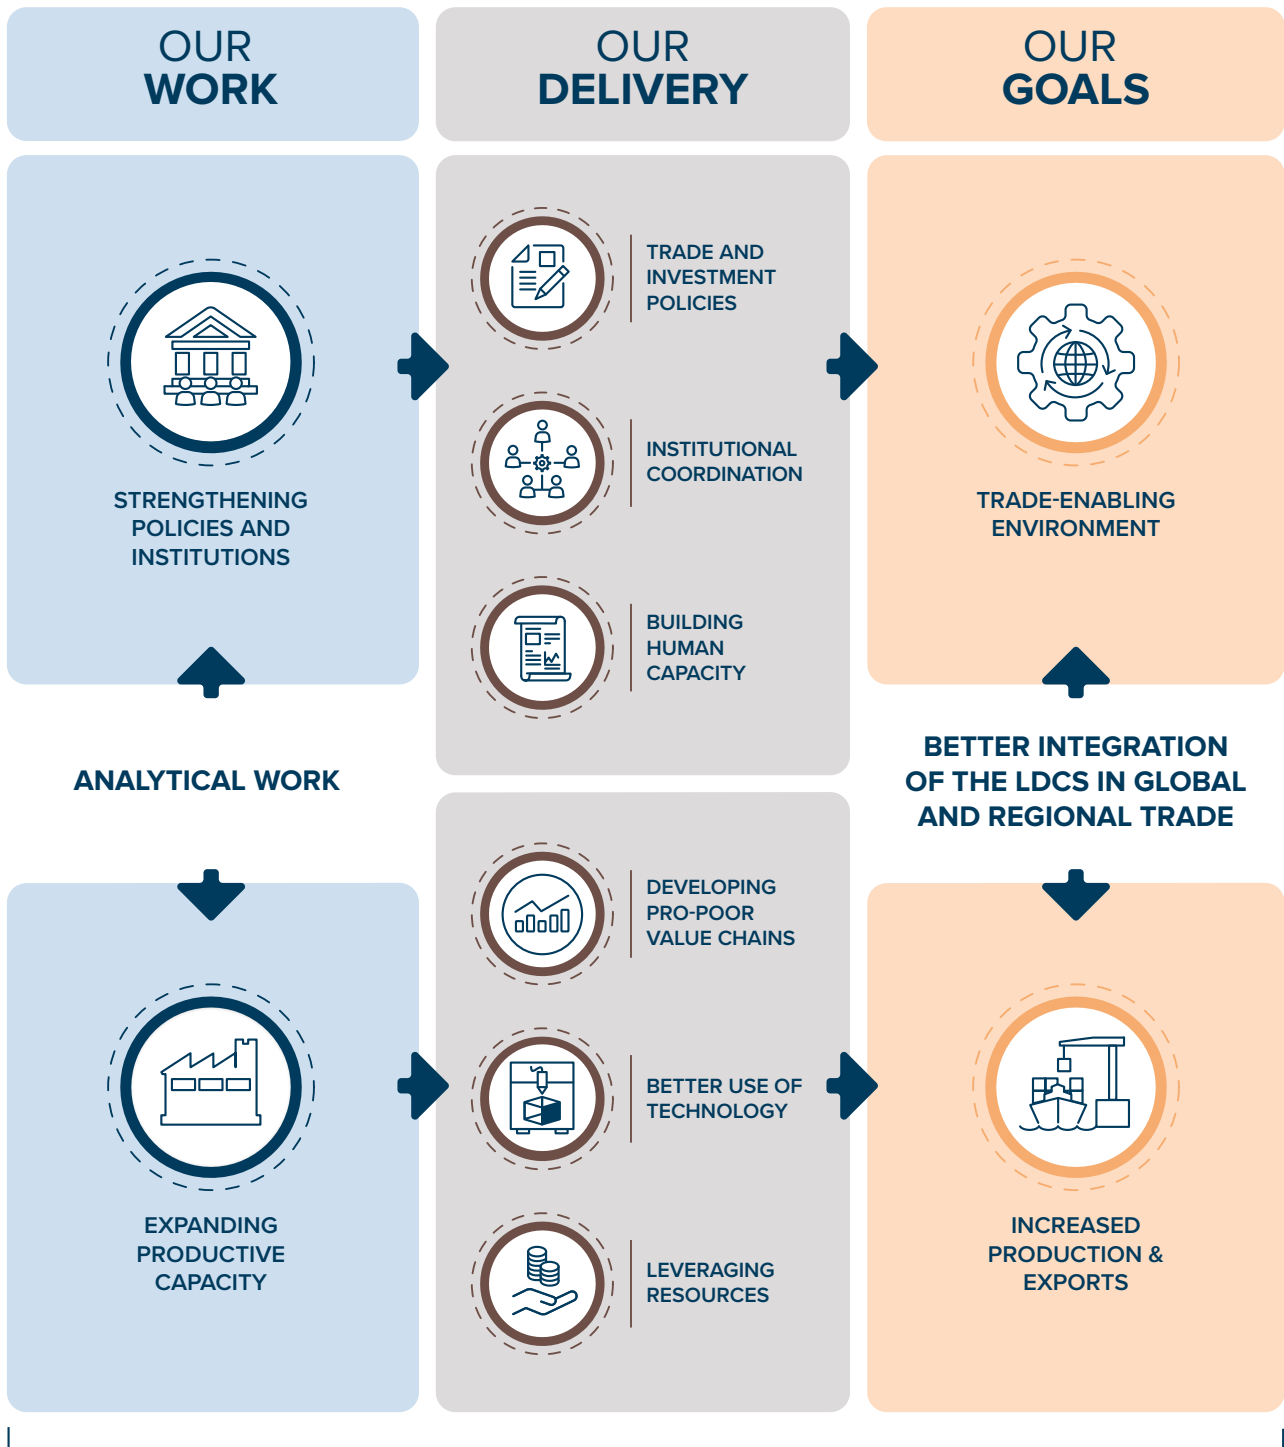 OUR
WORK
OUR
DELIVERY
OUR
GOALS
STRENGTHENING
POLICIES AND
INSTITUTIONS
TRADE AND
INVESTMENT
POLICIES
INSTITUTIONAL
COORDINATION
BUILDING
HUMAN
CAPACITY
TRADE-ENABLING
ENVIRONMENT
ANALYTICAL WORK
BETTER INTEGRATION
OF THE LDCS IN GLOBAL
AND REGIONAL TRADE
EXPANDING
PRODUCTIVE
CAPACITY
DEVELOPING
PRO-POOR
VALUE CHAINS
BETTER USE OF
TECHNOLOGY
LEVERAGING
RESOURCES
INCREASED
PRODUCTION &
EXPORTS